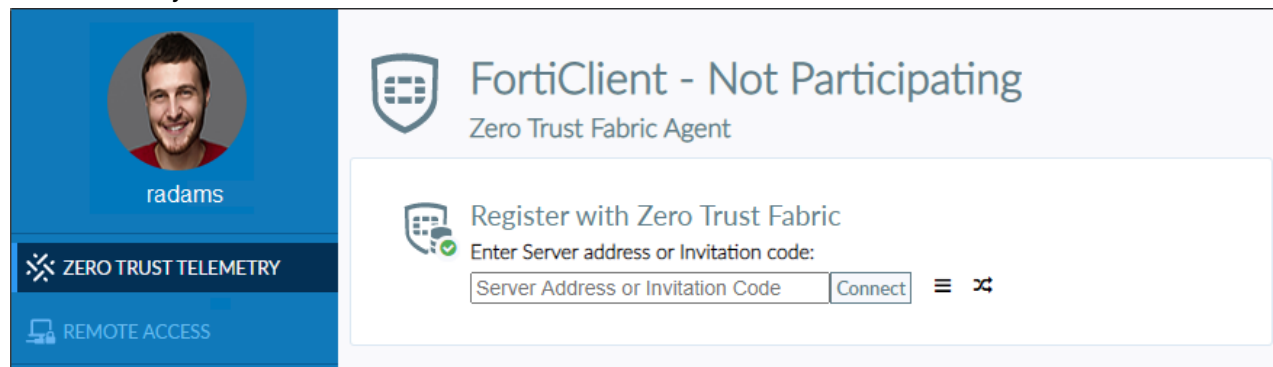 radams
ZERO TRUST TELEMETRY
REMOTE ACCESS
FortiClient - Not Participating
Zero Trust Fabric Agent
Register with Zero Trust Fabric
Enter Server address or Invitation code:
Server Address or Invitation Code Connect